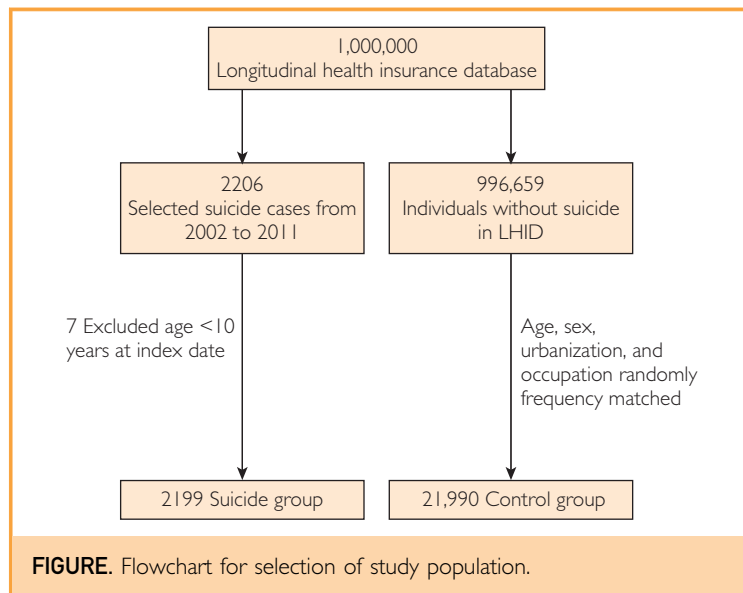 1,000,000
Longitudinal health insurance database
2206
Selected suicide cases from
2002 to 2011
996,659
Individuals without suicide
in LHID
7 Excluded age <10
years at index date
Age, sex,
urbanization, and
occupation randomly
frequency matched
2199 Suicide group
21,990 Control group
FIGURE. Flowchart for selection of study population.